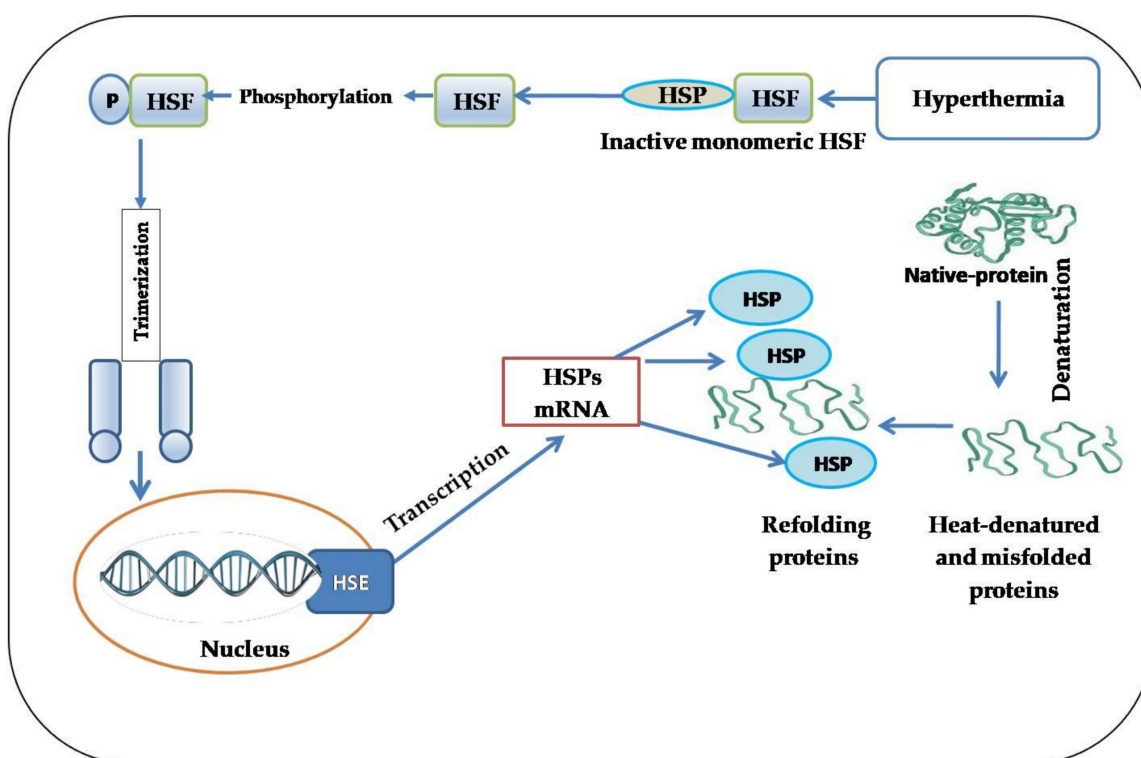 P
HSF
Phosphorylation
HSF
HSP
HSF
Hyperthermia
Inactive monomeric HSF
Trimerization
Native-protein
Denaturation
HSP
HSP
HSPs
mRNA
HSP
Transcription
Refolding
proteins
Heat-denatured
and misfolded
proteins
HSE
Nucleus